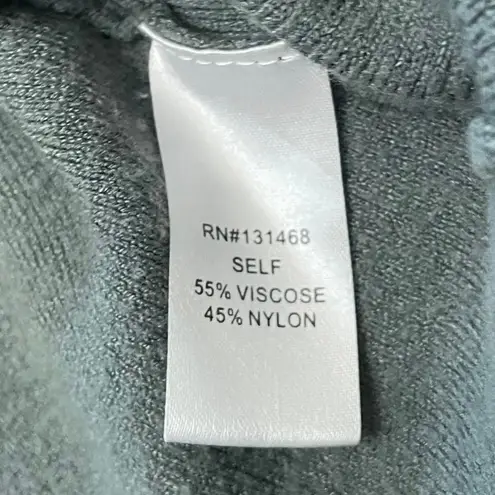 RN#131468
SELF
55% VISCOSE
45% NYLON